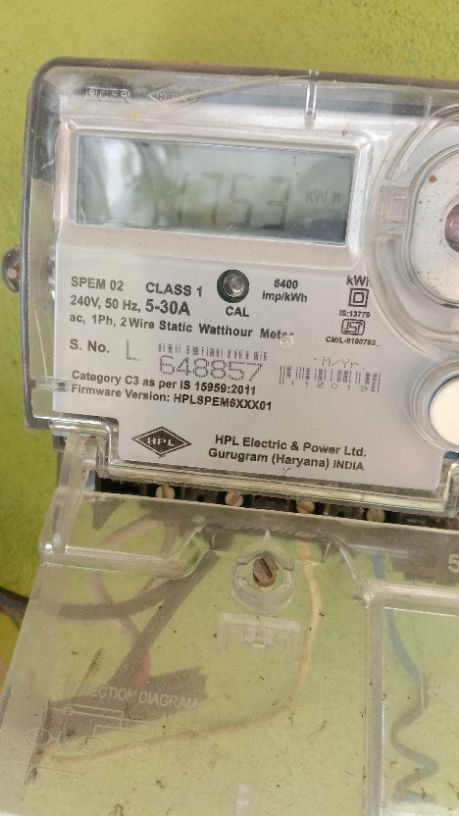 1753 kWh
SPEM 02 CLASS 1 6400 imp/kWh kWh
240V, 50 Hz, 5-30A CAL IS:13779
ac, 1Ph, 2 Wire Static Watthour Meter
S. No. L 648857 M/Yr
Category C3 as per IS 15959:2011
Firmware Version: HPLSPEM6XXX01
HPL
HPL Electric & Power Ltd.
Gurugram (Haryana) INDIA
DIAGRAM